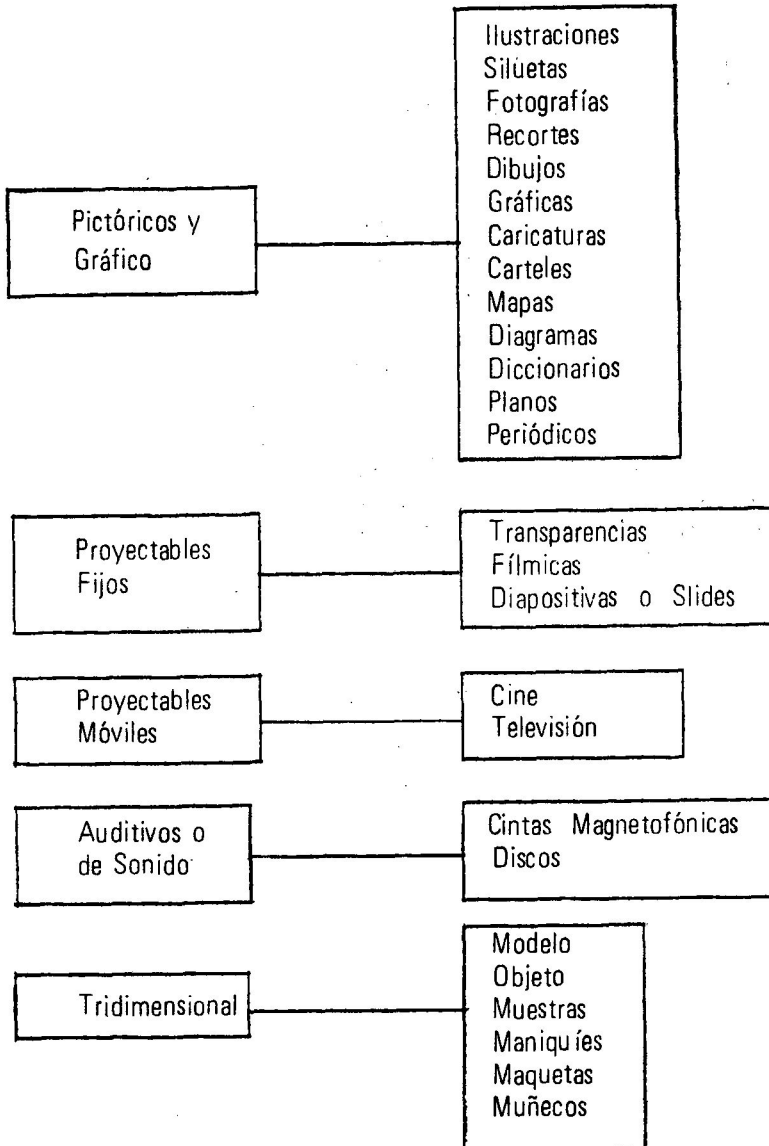 Pictóricos y
Gráfico
Ilustraciones
Siluetas
Fotografías
Recortes
Dibujos
Gráficas
Caricaturas
Carteles
Mapas
Diagramas
Diccionarios
Planos
Periódicos
Proyectables
Fijos
Transparencias
Fílmicas
Diapositivas o Slides
Proyectables
Móviles
Cine
Televisión
Auditivos o
de Sonido
Cintas Magnetofónicas
Discos
Tridimensional
Modelo
Objeto
Muestras
Maniquíes
Maquetas
Muñecos